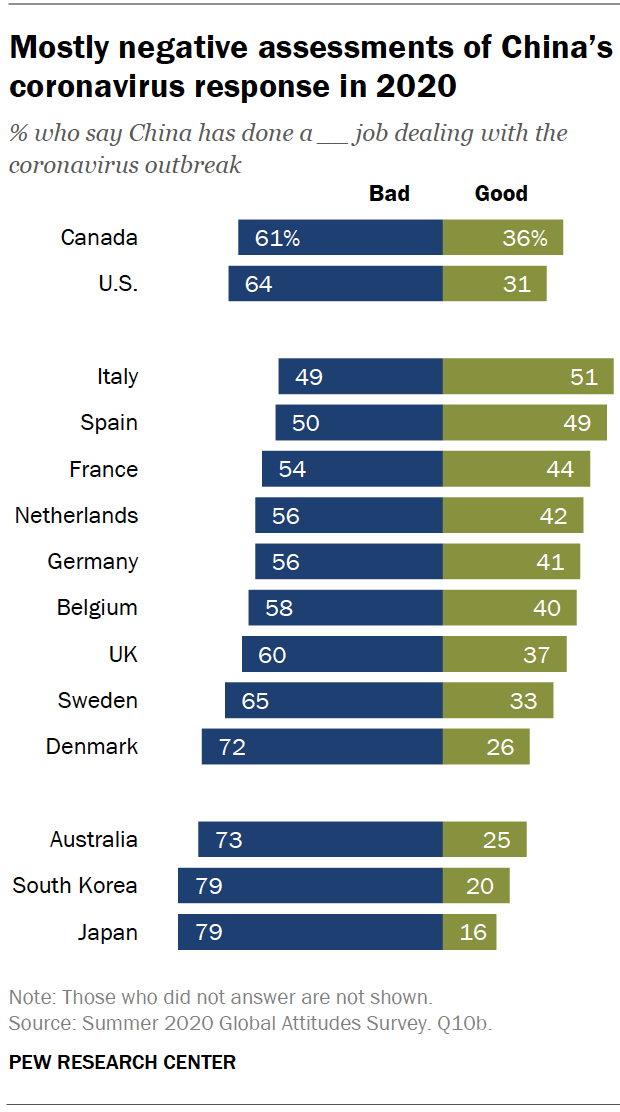 Mostly negative assessments of China’s
coronavirus response in 2020
% who say China has done a __ job dealing with the
coronavirus outbreak
Bad Good
Canada 61% 36%
U.S. 64 31
Italy 49 51
Spain 50 49
France 54 44
Netherlands 56 42
Germany 56 41
Belgium 58 40
UK 60 37
Sweden 65 33
Denmark 72 26
Australia 73 25
South Korea 79 20
Japan 79 16
Note: Those who did not answer are not shown.
Source: Summer 2020 Global Attitudes Survey. Q10b.
PEW RESEARCH CENTER